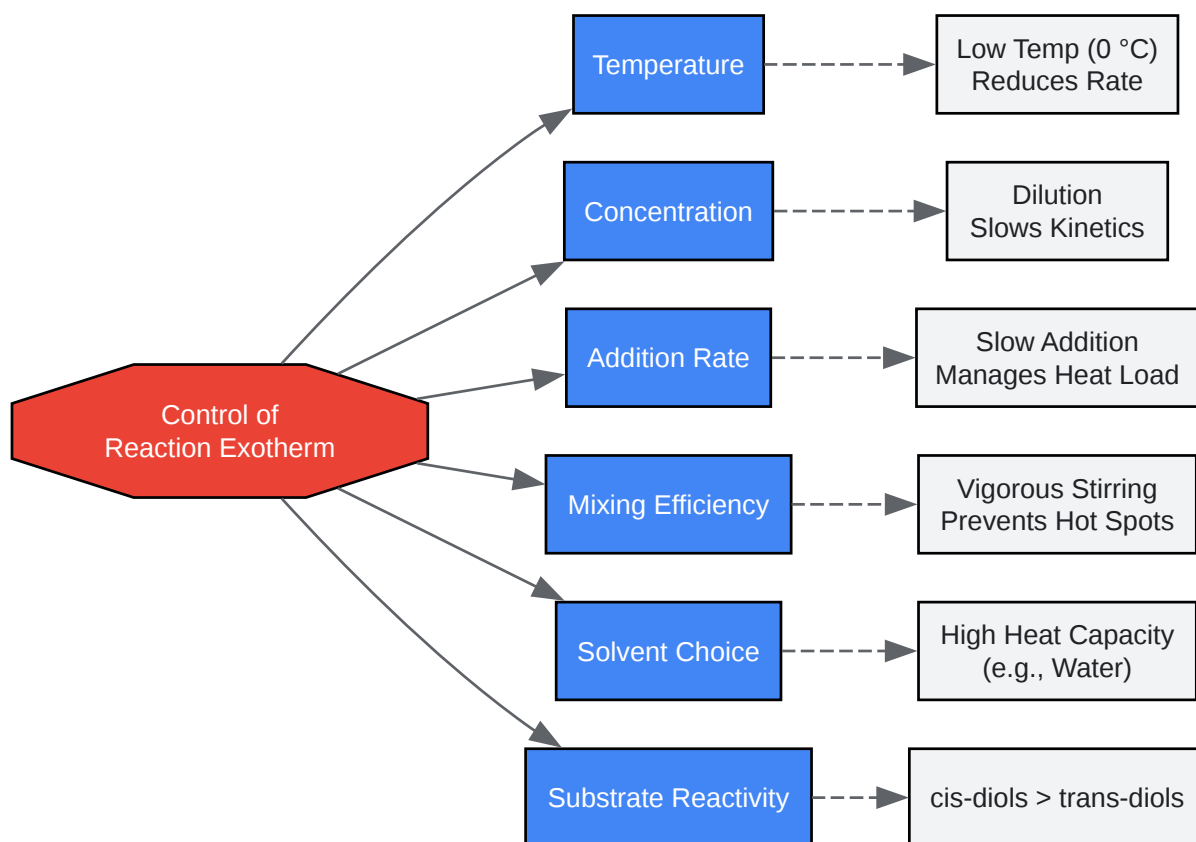 Control of
Reaction Exotherm
Temperature
Low Temp (0 °C)
Reduces Rate
Concentration
Dilution
Slows Kinetics
Addition Rate
Slow Addition
Manages Heat Load
Mixing Efficiency
Vigorous Stirring
Prevents Hot Spots
Solvent Choice
High Heat Capacity
(e.g., Water)
Substrate Reactivity
cis-diols > trans-diols